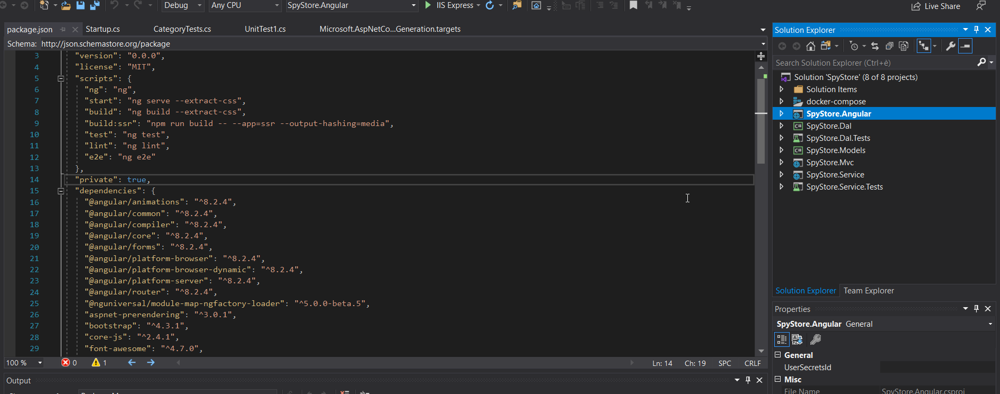 Debug Any CPU SpyStore.Angular IIS Express Live Share
package.json Startup.cs CategoryTests.cs UnitTest1.cs Microsoft.AspNetCo...Generation.targets
Schema: http://json.schemastore.org/package
3 "version": "0.0.0",
4 "license": "MIT",
5 "scripts": {
6 "ng": "ng",
7 "start": "ng serve --extract-css",
8 "build": "ng build --extract-css",
9 "build:ssr": "npm run build -- --app=ssr --output-hashing=media",
10 "test": "ng test",
11 "lint": "ng lint",
12 "e2e": "ng e2e"
13 },
14 "private": true,
15 "dependencies": {
16 "@angular/animations": "^8.2.4",
17 "@angular/common": "^8.2.4",
18 "@angular/compiler": "^8.2.4",
19 "@angular/core": "^8.2.4",
20 "@angular/forms": "^8.2.4",
21 "@angular/platform-browser": "^8.2.4",
22 "@angular/platform-browser-dynamic": "^8.2.4",
23 "@angular/platform-server": "^8.2.4",
24 "@angular/router": "^8.2.4",
25 "@nguniversal/module-map-ngfactory-loader": "^5.0.0-beta.5",
26 "aspnet-prerendering": "^3.0.1",
27 "bootstrap": "^4.3.1",
28 "core-js": "^2.4.1",
29 "font-awesome": "^4.7.0",
100 % 0 1 Ln: 14 Ch: 19 SPC CRLF
Output
Solution Explorer
Search Solution Explorer (Ctrl+è)
Solution 'SpyStore' (8 of 8 projects)
Solution Items
docker-compose
SpyStore.Angular
SpyStore.Dal
SpyStore.Dal.Tests
SpyStore.Models
SpyStore.Mvc
SpyStore.Service
SpyStore.Service.Tests
Solution Explorer Team Explorer
Properties
SpyStore.Angular General
General
UserSecretsId
Misc
File Name SpyStore.Angular.csproj